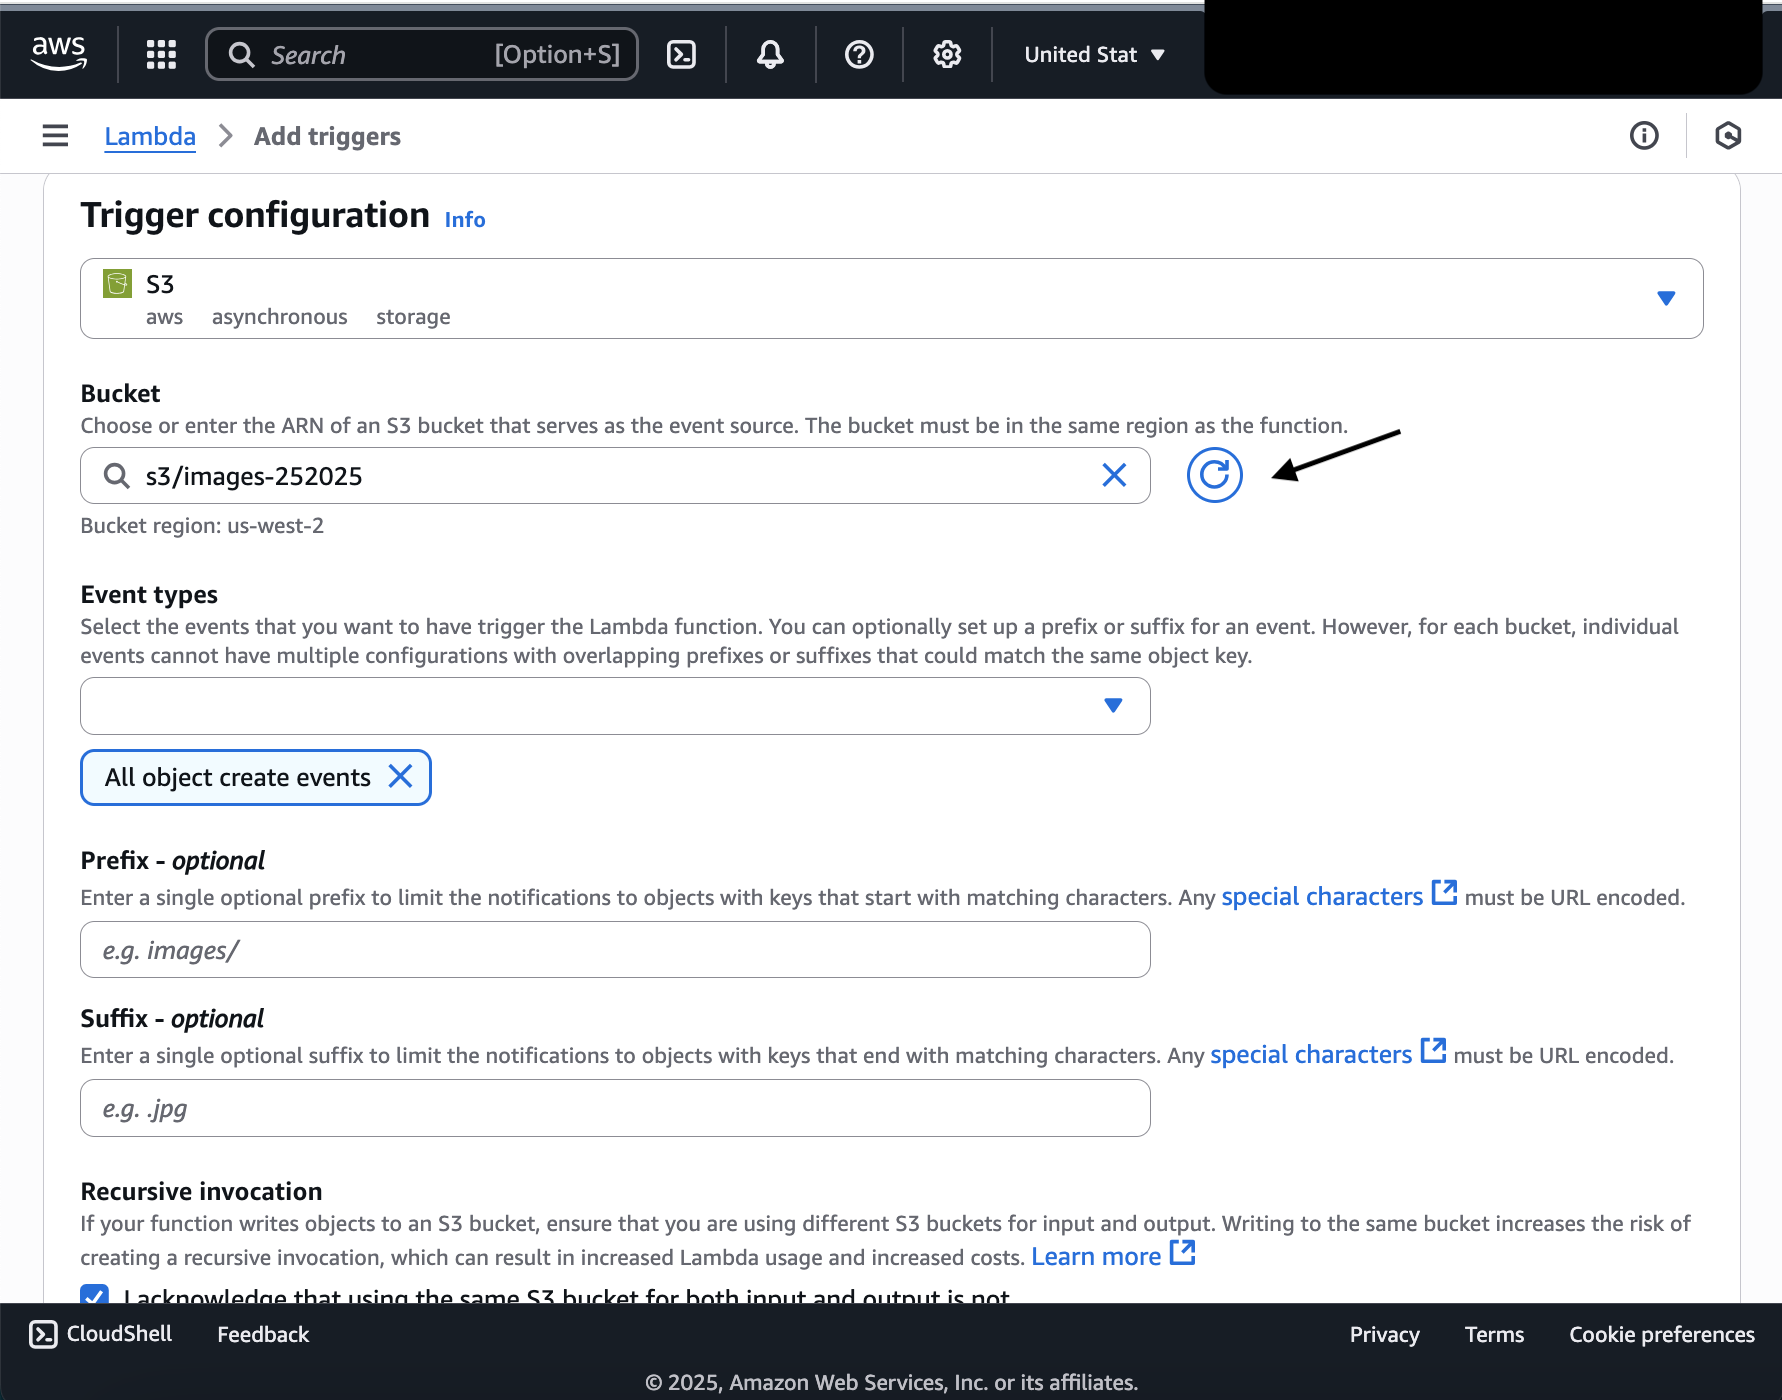 aws
Search [Option+S]
United Stat
Lambda
Add triggers
Trigger configuration Info
S3
aws asynchronous storage
Bucket
Choose or enter the ARN of an S3 bucket that serves as the event source. The bucket must be in the same region as the function.
s3/images-252025
Bucket region: us-west-2
Event types
Select the events that you want to have trigger the Lambda function. You can optionally set up a prefix or suffix for an event. However, for each bucket, individual
events cannot have multiple configurations with overlapping prefixes or suffixes that could match the same object key.
All object create events
Prefix - optional
Enter a single optional prefix to limit the notifications to objects with keys that start with matching characters. Any special characters must be URL encoded.
e.g. images/
Suffix - optional
Enter a single optional suffix to limit the notifications to objects with keys that end with matching characters. Any special characters must be URL encoded.
e.g. .jpg
Recursive invocation
If your function writes objects to an S3 bucket, ensure that you are using different S3 buckets for input and output. Writing to the same bucket increases the risk of
creating a recursive invocation, which can result in increased Lambda usage and increased costs. Learn more
I acknowledge that using the same S3 bucket for both input and output is not
CloudShell Feedback Privacy Terms Cookie preferences
© 2025, Amazon Web Services, Inc. or its affiliates.